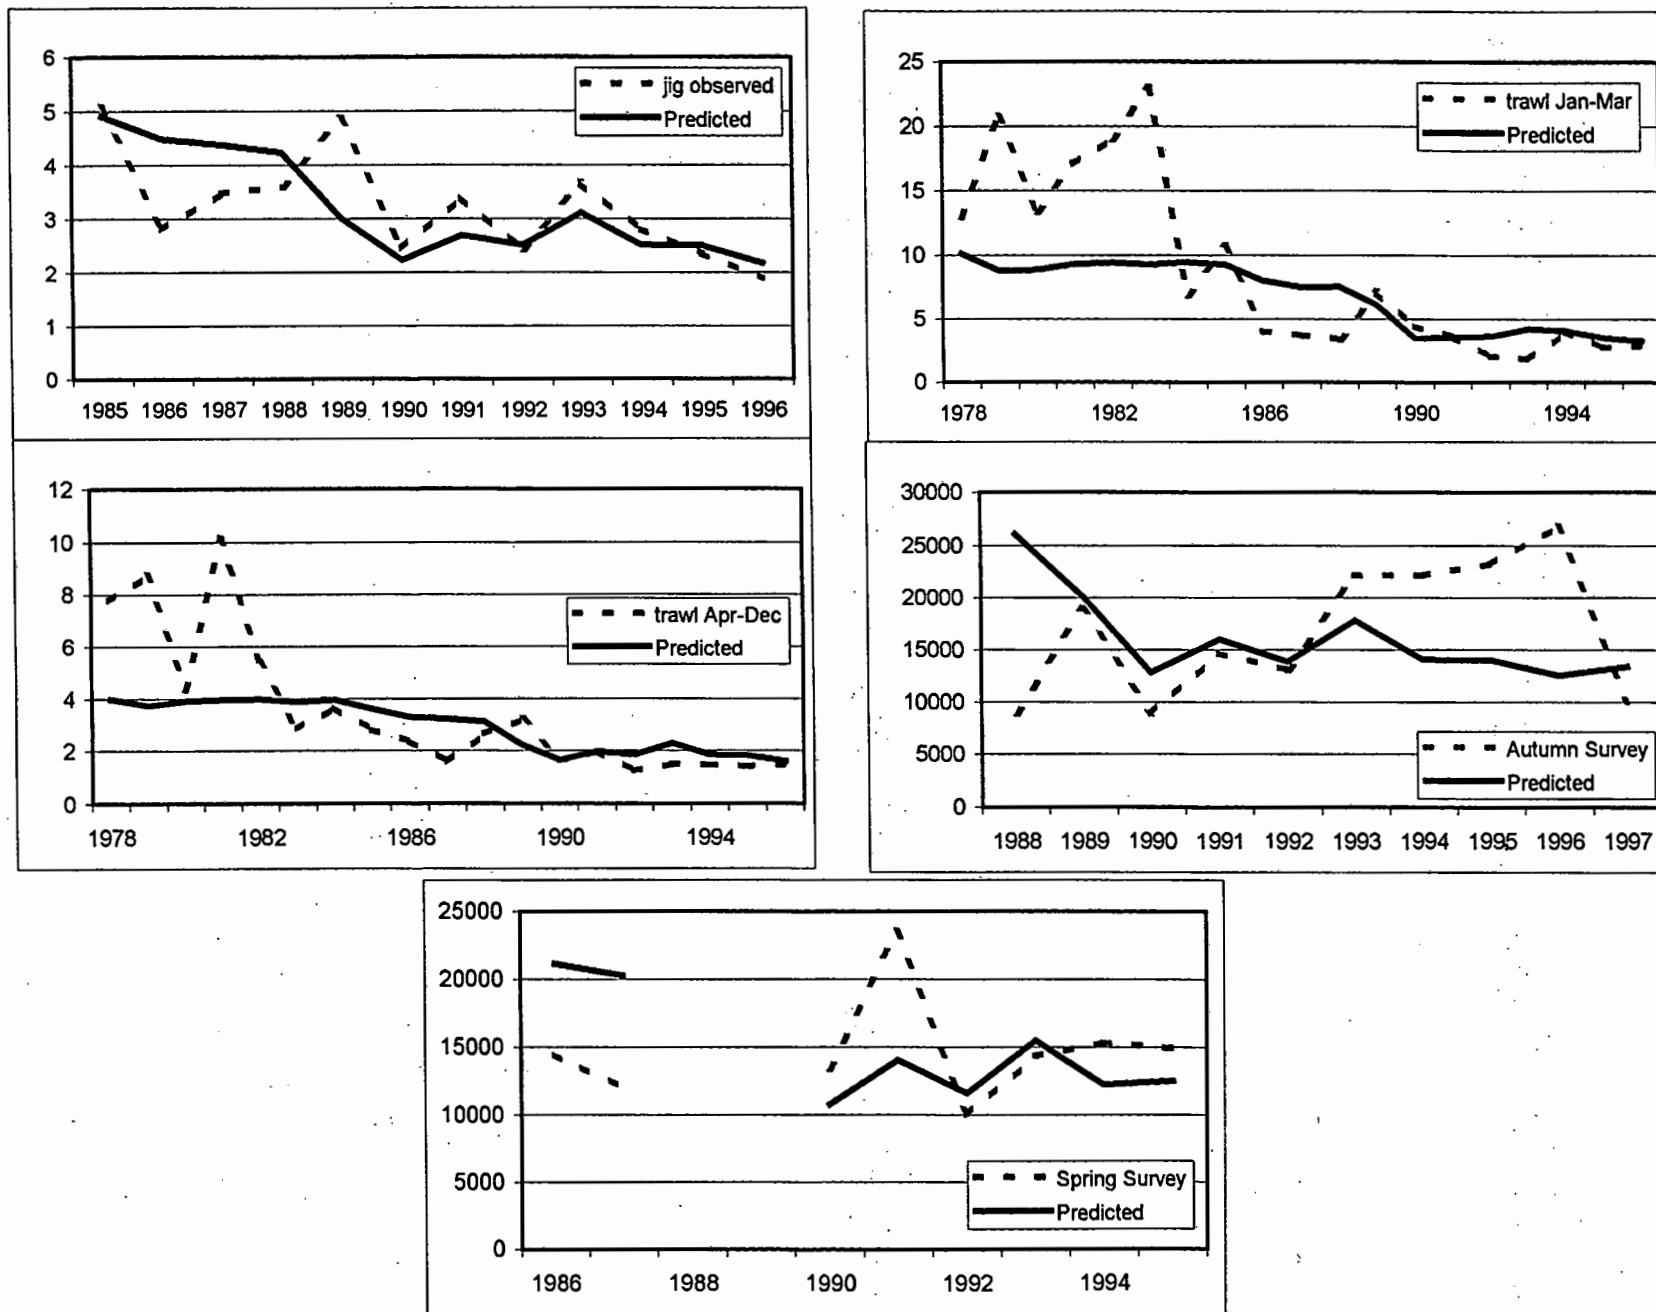 6
5
4
3
2
1
0
jig observed
Predicted
1985 1986 1987 1988 1989 1990 1991 1992 1993 1994 1995 1996
25
20
15
10
5
0
trawl Jan-Mar
Predicted
1978 1982 1986 1990 1994
12
10
8
6
4
2
0
trawl Apr-Dec
Predicted
1978 1982 1986 1990 1994
30000
25000
20000
15000
10000
5000
0
Autumn Survey
Predicted
1988 1989 1990 1991 1992 1993 1994 1995 1996 1997
25000
20000
15000
10000
5000
0
Spring Survey
Predicted
1986 1988 1990 1992 1994